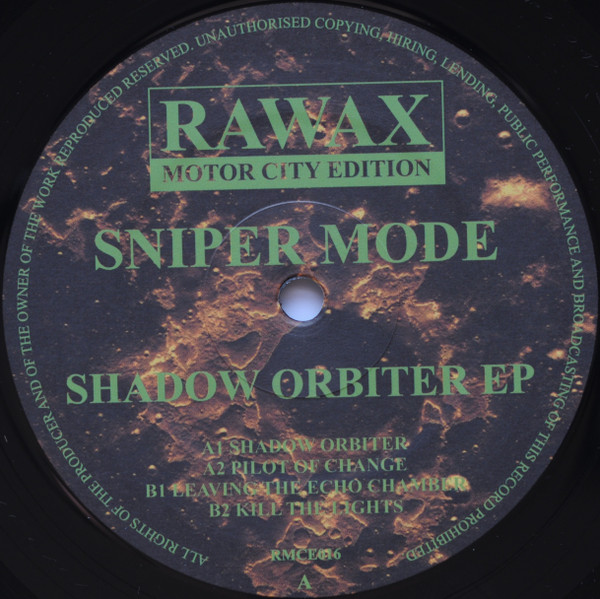 ALL RIGHTS OF THE PRODUCER AND OF THE OWNER OF THE WORK REPRODUCED RESERVED. UNAUTHORISED COPYING, HIRING, LENDING, PUBLIC PERFORMANCE AND BROADCASTING OF THIS RECORD PROHIBITED
RAWAX
MOTOR CITY EDITION
SNIPER MODE
SHADOW ORBITER EP
A1 SHADOW ORBITER
A2 PILOT OF CHANGE
B1 LEAVING THE ECHO CHAMBER
B2 KILL THE LIGHTS
RMCE016
A